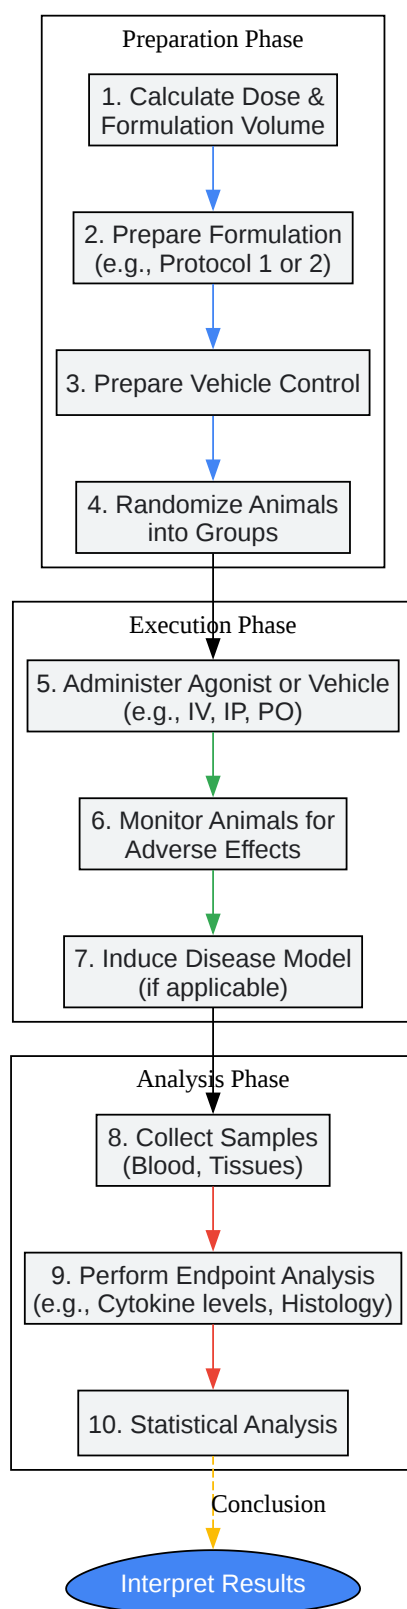 Preparation Phase
1. Calculate Dose &
Formulation Volume
2. Prepare Formulation
(e.g., Protocol 1 or 2)
3. Prepare Vehicle Control
4. Randomize Animals
into Groups
Execution Phase
5. Administer Agonist or Vehicle
(e.g., IV, IP, PO)
6. Monitor Animals for
Adverse Effects
7. Induce Disease Model
(if applicable)
Analysis Phase
8. Collect Samples
(Blood, Tissues)
9. Perform Endpoint Analysis
(e.g., Cytokine levels, Histology)
10. Statistical Analysis
Conclusion
Interpret Results